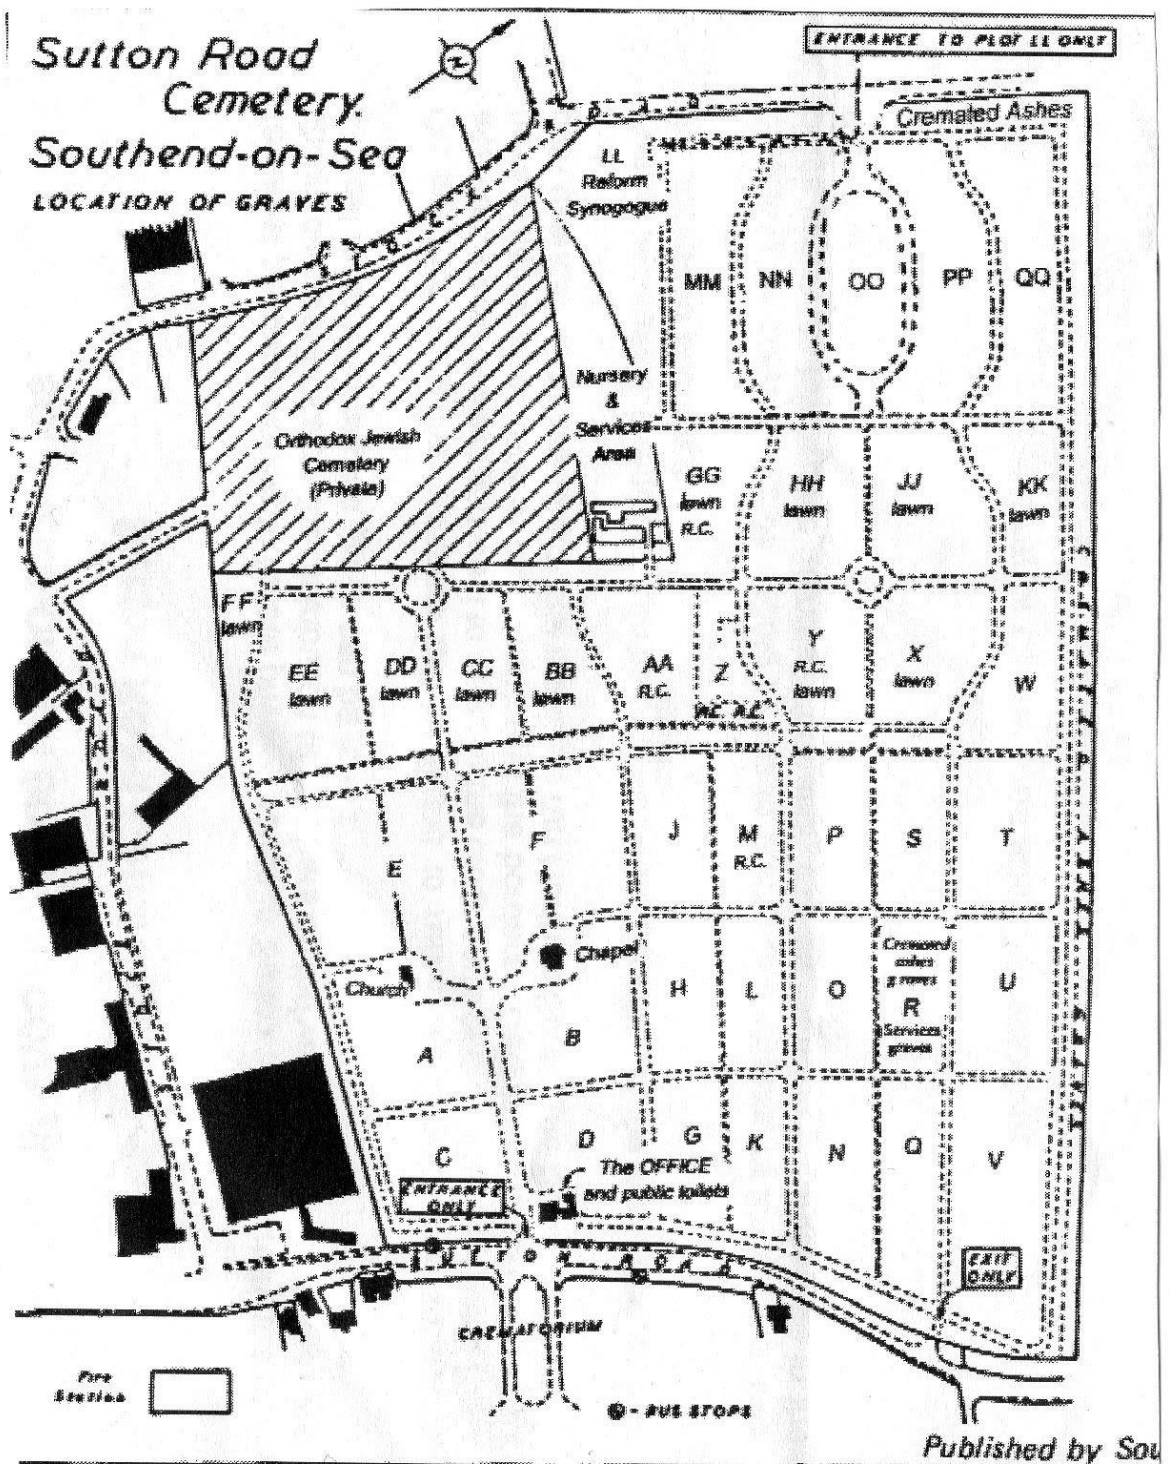 Sutton Road
Cemetery.
Southend-on-Sea
LOCATION OF GRAVES
N
ENTRANCE TO PLOT LL ONLY
Cremated Ashes
LL
Reform
Synagogue
MM
NN
OO
PP
QQ
Nursery
&
Services
Area
Orthodox Jewish
Cemetery
(Private)
GG
lawn
R.C.
HH
lawn
JJ
lawn
KK
lawn
FF
lawn
EE
lawn
DD
lawn
CC
lawn
BB
lawn
AA
R.C.
Z
R.C. R.C.
Y
R.C.
lawn
X
lawn
W
E
F
J
M
R.C.
P
S
T
Church
Chapel
A
B
H
L
O
Cremated
ashes
graves
R
Services
graves
U
C
D
G
K
N
Q
V
The OFFICE
and public toilets
ENTRANCE
ONLY
EXIT
ONLY
SUTTON ROAD
CREMATORIUM
Fire
Station
- BUS STOPS
Published by Sou